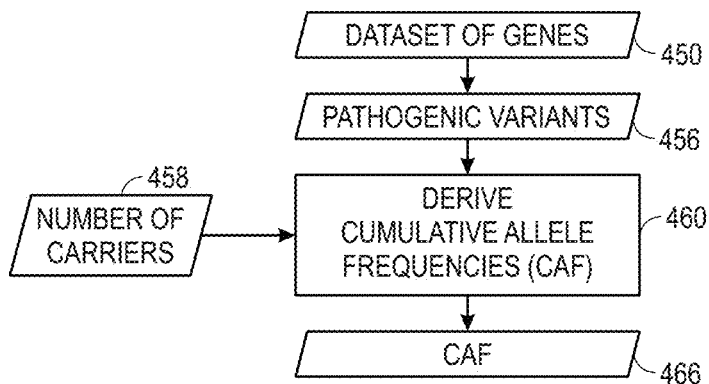 DATASET OF GENES
450
PATHOGENIC VARIANTS
456
458
NUMBER OF
CARRIERS
DERIVE
CUMULATIVE ALLELE
FREQUENCIES (CAF)
460
CAF
466